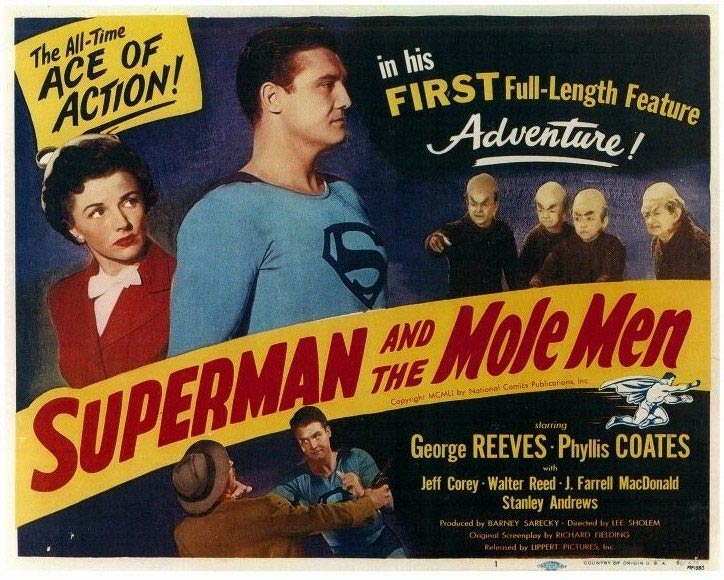 The All-Time
ACE OF
ACTION!
in his
FIRST Full-Length Feature
Adventure!
S
SUPERMAN AND THE Mole Men
Copyright MCMLI by National Comics Publications, Inc
starring
George REEVES · Phyllis COATES
with
Jeff Corey · Walter Reed · J. Farrell MacDonald
Stanley Andrews
Produced by BARNEY SARECKY · Directed by LEE SHOLEM
Original Screenplay by RICHARD FIELDING
Released by LIPPERT PICTURES, Inc.
1
COUNTRY OF ORIGIN U.S.A.